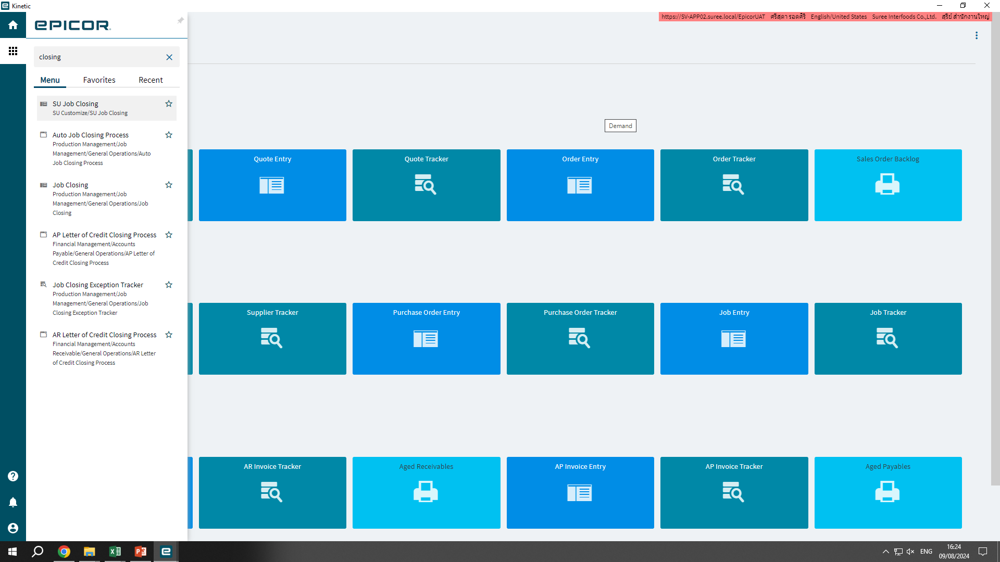 Kinetic
https://SV-APP02.suree.local/EpicorUAT ศรีสุดา รอดศิริ English/United States Suree Interfoods Co.,Ltd. สุรีย์ สำนักงานใหญ่
EPICOR
closing
Menu Favorites Recent
SU Job Closing
SU Customize/SU Job Closing
Auto Job Closing Process
Production Management/Job
Management/General Operations/Auto
Job Closing Process
Job Closing
Production Management/Job
Management/General Operations/Job
Closing
AP Letter of Credit Closing Process
Financial Management/Accounts
Payable/General Operations/AP Letter of
Credit Closing Process
Job Closing Exception Tracker
Production Management/Job
Management/General Operations/Job
Closing Exception Tracker
AR Letter of Credit Closing Process
Financial Management/Accounts
Receivable/General Operations/AR Letter
of Credit Closing Process
Demand
Quote Entry Quote Tracker Order Entry Order Tracker Sales Order Backlog
Supplier Tracker Purchase Order Entry Purchase Order Tracker Job Entry Job Tracker
AR Invoice Tracker Aged Receivables AP Invoice Entry AP Invoice Tracker Aged Payables
ENG
16:24
09/08/2024